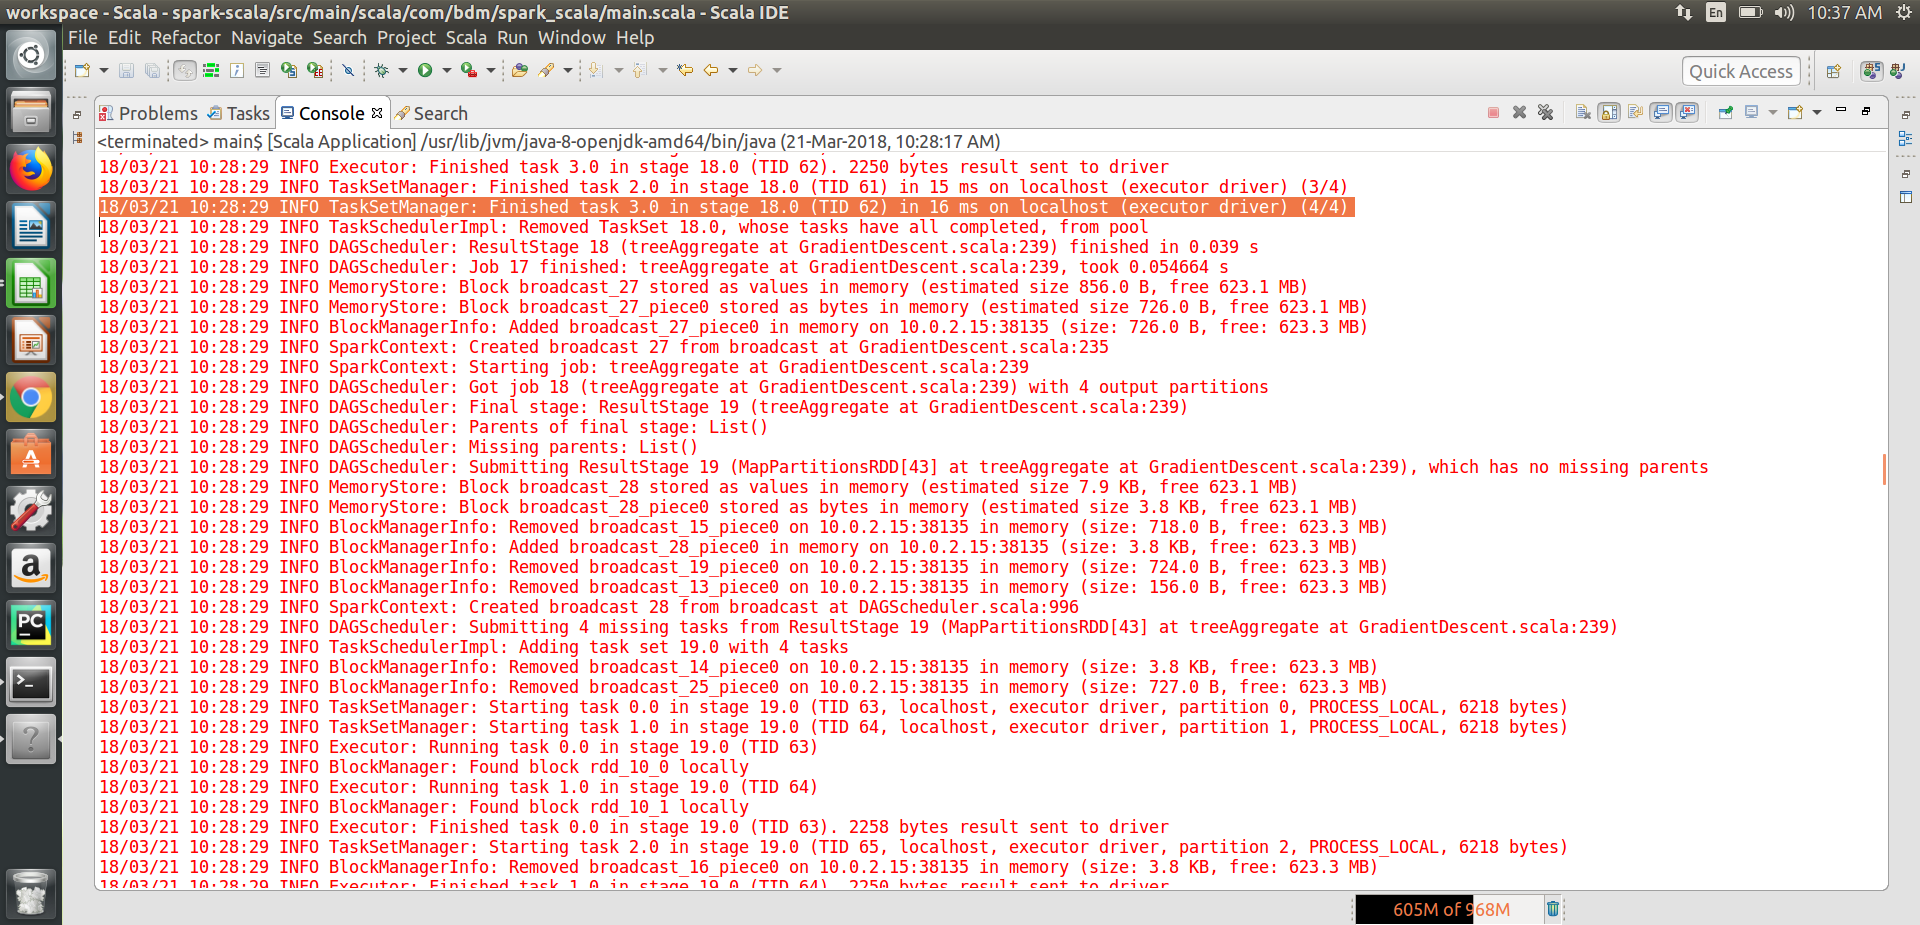 workspace - Scala - spark-scala/src/main/scala/com/bdm/spark_scala/main.scala - Scala IDE
En
10:37 AM
File Edit Refactor Navigate Search Project Scala Run Window Help
Quick Access
Problems Tasks Console Search
<terminated> main$ [Scala Application] /usr/lib/jvm/java-8-openjdk-amd64/bin/java (21-Mar-2018, 10:28:17 AM)
18/03/21 10:28:29 INFO Executor: Finished task 3.0 in stage 18.0 (TID 62). 2250 bytes result sent to driver
18/03/21 10:28:29 INFO TaskSetManager: Finished task 2.0 in stage 18.0 (TID 61) in 15 ms on localhost (executor driver) (3/4)
18/03/21 10:28:29 INFO TaskSetManager: Finished task 3.0 in stage 18.0 (TID 62) in 16 ms on localhost (executor driver) (4/4)
18/03/21 10:28:29 INFO TaskSchedulerImpl: Removed TaskSet 18.0, whose tasks have all completed, from pool
18/03/21 10:28:29 INFO DAGScheduler: ResultStage 18 (treeAggregate at GradientDescent.scala:239) finished in 0.039 s
18/03/21 10:28:29 INFO DAGScheduler: Job 17 finished: treeAggregate at GradientDescent.scala:239, took 0.054664 s
18/03/21 10:28:29 INFO MemoryStore: Block broadcast_27 stored as values in memory (estimated size 856.0 B, free 623.1 MB)
18/03/21 10:28:29 INFO MemoryStore: Block broadcast_27_piece0 stored as bytes in memory (estimated size 726.0 B, free 623.1 MB)
18/03/21 10:28:29 INFO BlockManagerInfo: Added broadcast_27_piece0 in memory on 10.0.2.15:38135 (size: 726.0 B, free: 623.3 MB)
18/03/21 10:28:29 INFO SparkContext: Created broadcast 27 from broadcast at GradientDescent.scala:235
18/03/21 10:28:29 INFO SparkContext: Starting job: treeAggregate at GradientDescent.scala:239
18/03/21 10:28:29 INFO DAGScheduler: Got job 18 (treeAggregate at GradientDescent.scala:239) with 4 output partitions
18/03/21 10:28:29 INFO DAGScheduler: Final stage: ResultStage 19 (treeAggregate at GradientDescent.scala:239)
18/03/21 10:28:29 INFO DAGScheduler: Parents of final stage: List()
18/03/21 10:28:29 INFO DAGScheduler: Missing parents: List()
18/03/21 10:28:29 INFO DAGScheduler: Submitting ResultStage 19 (MapPartitionsRDD[43] at treeAggregate at GradientDescent.scala:239), which has no missing parents
18/03/21 10:28:29 INFO MemoryStore: Block broadcast_28 stored as values in memory (estimated size 7.9 KB, free 623.1 MB)
18/03/21 10:28:29 INFO MemoryStore: Block broadcast_28_piece0 stored as bytes in memory (estimated size 3.8 KB, free 623.1 MB)
18/03/21 10:28:29 INFO BlockManagerInfo: Removed broadcast_15_piece0 on 10.0.2.15:38135 in memory (size: 718.0 B, free: 623.3 MB)
18/03/21 10:28:29 INFO BlockManagerInfo: Added broadcast_28_piece0 in memory on 10.0.2.15:38135 (size: 3.8 KB, free: 623.3 MB)
18/03/21 10:28:29 INFO BlockManagerInfo: Removed broadcast_19_piece0 on 10.0.2.15:38135 in memory (size: 724.0 B, free: 623.3 MB)
18/03/21 10:28:29 INFO BlockManagerInfo: Removed broadcast_13_piece0 on 10.0.2.15:38135 in memory (size: 156.0 B, free: 623.3 MB)
18/03/21 10:28:29 INFO SparkContext: Created broadcast 28 from broadcast at DAGScheduler.scala:996
18/03/21 10:28:29 INFO DAGScheduler: Submitting 4 missing tasks from ResultStage 19 (MapPartitionsRDD[43] at treeAggregate at GradientDescent.scala:239)
18/03/21 10:28:29 INFO TaskSchedulerImpl: Adding task set 19.0 with 4 tasks
18/03/21 10:28:29 INFO BlockManagerInfo: Removed broadcast_14_piece0 on 10.0.2.15:38135 in memory (size: 3.8 KB, free: 623.3 MB)
18/03/21 10:28:29 INFO BlockManagerInfo: Removed broadcast_25_piece0 on 10.0.2.15:38135 in memory (size: 727.0 B, free: 623.3 MB)
18/03/21 10:28:29 INFO TaskSetManager: Starting task 0.0 in stage 19.0 (TID 63, localhost, executor driver, partition 0, PROCESS_LOCAL, 6218 bytes)
18/03/21 10:28:29 INFO TaskSetManager: Starting task 1.0 in stage 19.0 (TID 64, localhost, executor driver, partition 1, PROCESS_LOCAL, 6218 bytes)
18/03/21 10:28:29 INFO Executor: Running task 0.0 in stage 19.0 (TID 63)
18/03/21 10:28:29 INFO BlockManager: Found block rdd_10_0 locally
18/03/21 10:28:29 INFO Executor: Running task 1.0 in stage 19.0 (TID 64)
18/03/21 10:28:29 INFO BlockManager: Found block rdd_10_1 locally
18/03/21 10:28:29 INFO Executor: Finished task 0.0 in stage 19.0 (TID 63). 2258 bytes result sent to driver
18/03/21 10:28:29 INFO TaskSetManager: Starting task 2.0 in stage 19.0 (TID 65, localhost, executor driver, partition 2, PROCESS_LOCAL, 6218 bytes)
18/03/21 10:28:29 INFO BlockManagerInfo: Removed broadcast_16_piece0 on 10.0.2.15:38135 in memory (size: 3.8 KB, free: 623.3 MB)
18/03/21 10:28:29 INFO Executor: Finished task 1.0 in stage 19.0 (TID 64). 2250 bytes result sent to driver
605M of 968M
a
PC
>_
?